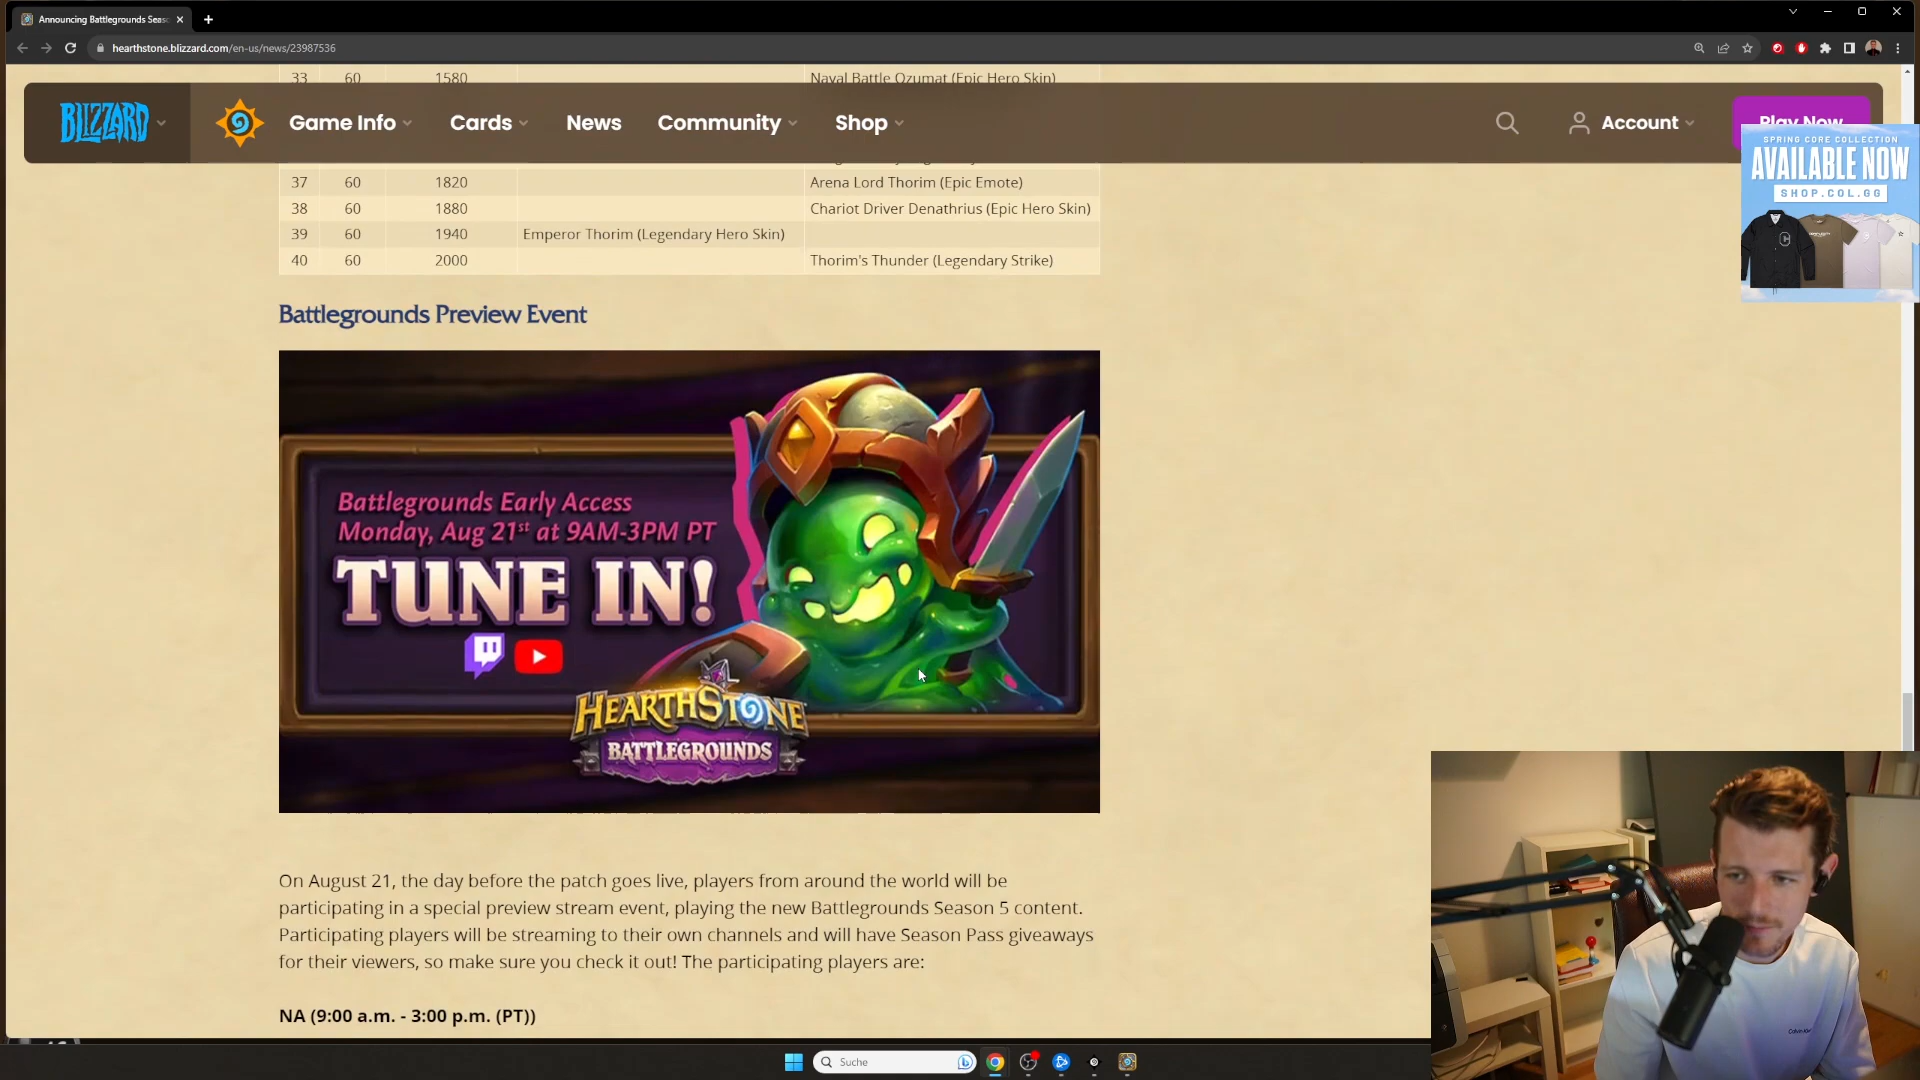 Announcing Battlegrounds Seas
hearthstone.blizzard.com/en-us/news/23987536
33 60 1580 Naval Battle Ozumat (Epic Hero Skin)
BLIZZARD Game Info Cards News Community Shop Account Play Now
SPRING CORE COLLECTION
AVAILABLE NOW
SHOP.COL.GG
37 60 1820 Arena Lord Thorim (Epic Emote)
38 60 1880 Chariot Driver Denathrius (Epic Hero Skin)
39 60 1940 Emperor Thorim (Legendary Hero Skin)
40 60 2000 Thorim's Thunder (Legendary Strike)
Battlegrounds Preview Event
Battlegrounds Early Access
Monday, Aug 21st at 9AM-3PM PT
TUNE IN!
HEARTHSTONE
BATTLEGROUNDS
On August 21, the day before the patch goes live, players from around the world will be
participating in a special preview stream event, playing the new Battlegrounds Season 5 content.
Participating players will be streaming to their own channels and will have Season Pass giveaways
for their viewers, so make sure you check it out! The participating players are:
NA (9:00 a.m. - 3:00 p.m. (PT))
Calvin Klein
Suche